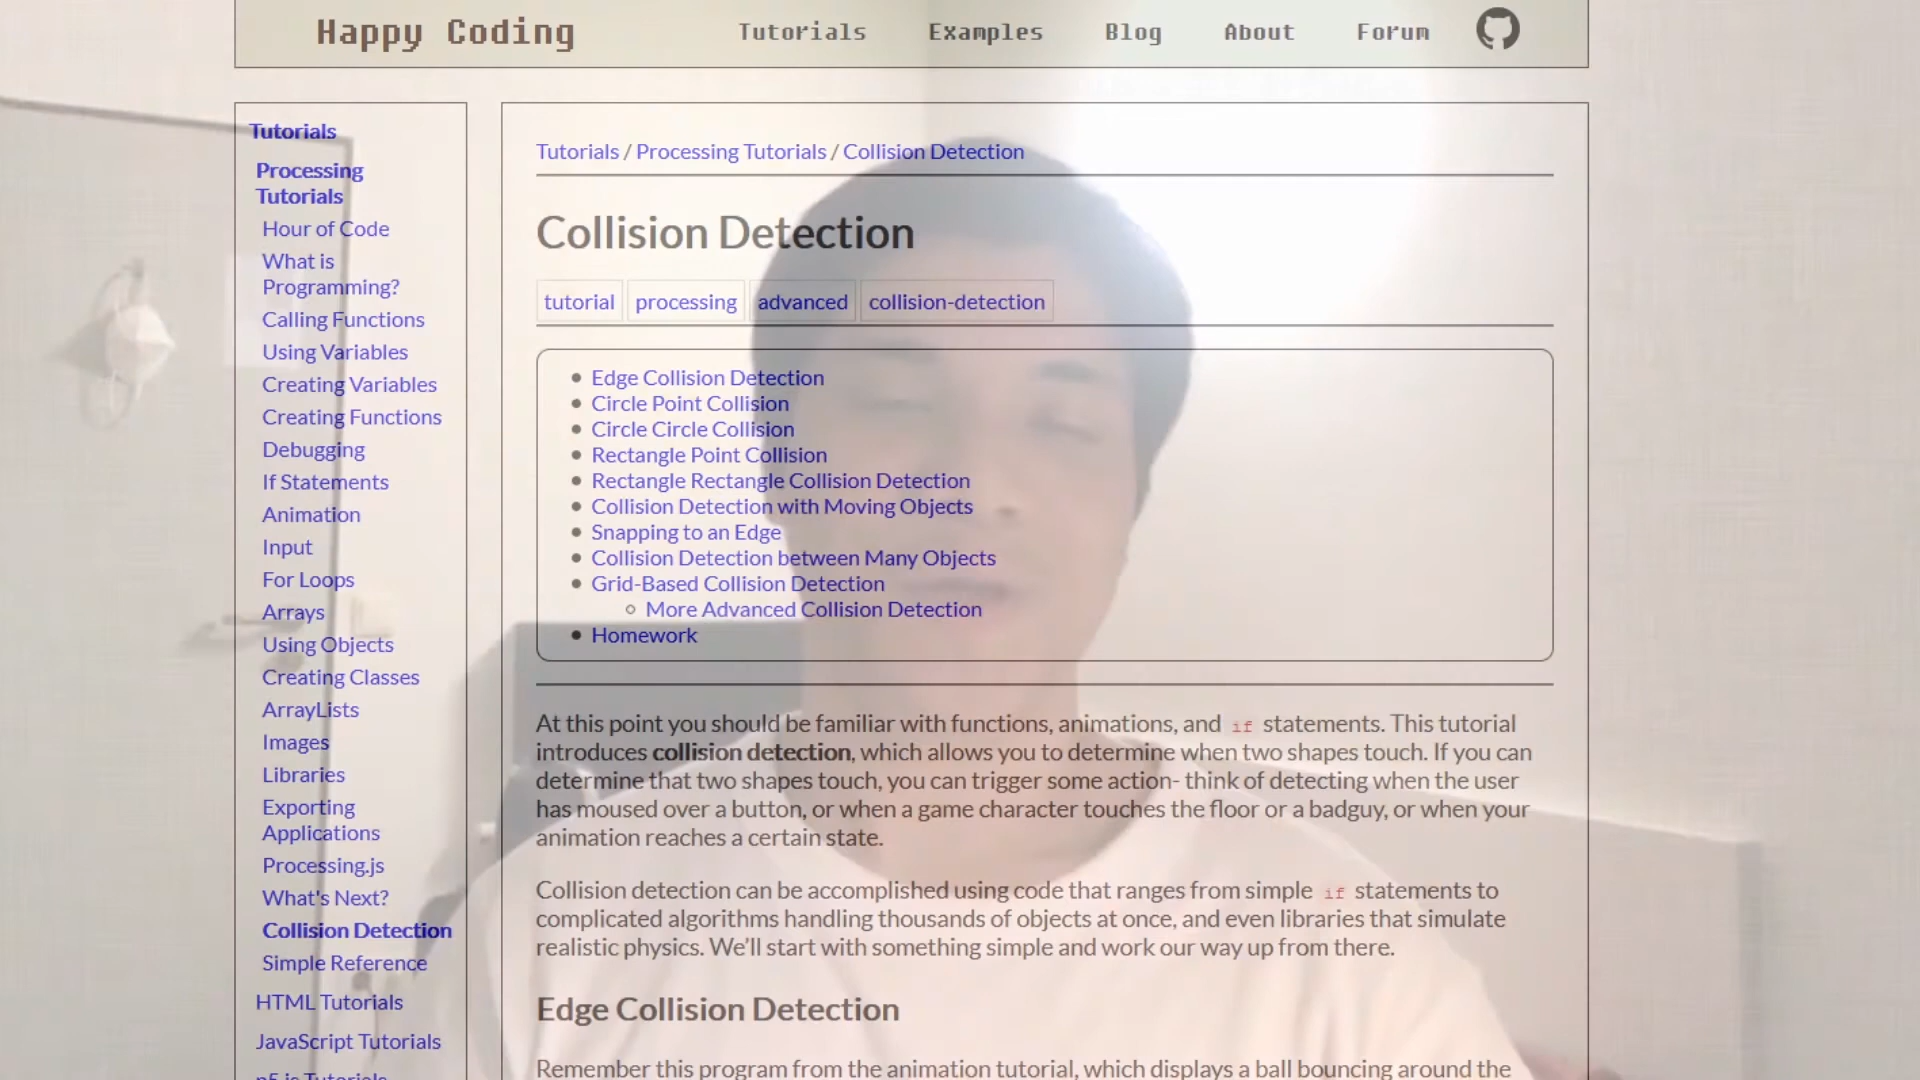 Happy Coding
Tutorials
Examples
Blog
About
Forum
Tutorials
Processing
Tutorials
Hour of Code
What is
Programming?
Calling Functions
Using Variables
Creating Variables
Creating Functions
Debugging
If Statements
Animation
Input
For Loops
Arrays
Using Objects
Creating Classes
ArrayLists
Images
Libraries
Exporting
Applications
Processing.js
What's Next?
Collision Detection
Simple Reference
HTML Tutorials
JavaScript Tutorials
p5.js Tutorials
Tutorials / Processing Tutorials / Collision Detection
Collision Detection
tutorial processing advanced collision-detection
Edge Collision Detection
Circle Point Collision
Circle Circle Collision
Rectangle Point Collision
Rectangle Rectangle Collision Detection
Collision Detection with Moving Objects
Snapping to an Edge
Collision Detection between Many Objects
Grid-Based Collision Detection
More Advanced Collision Detection
Homework
At this point you should be familiar with functions, animations, and if statements. This tutorial
introduces collision detection, which allows you to determine when two shapes touch. If you can
determine that two shapes touch, you can trigger some action- think of detecting when the user
has moused over a button, or when a game character touches the floor or a badguy, or when your
animation reaches a certain state.
Collision detection can be accomplished using code that ranges from simple if statements to
complicated algorithms handling thousands of objects at once, and even libraries that simulate
realistic physics. We'll start with something simple and work our way up from there.
Edge Collision Detection
Remember this program from the animation tutorial, which displays a ball bouncing around the